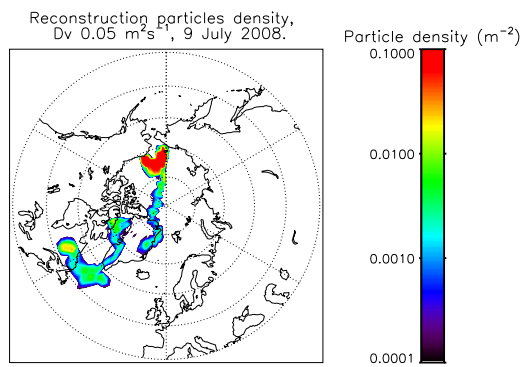 Reconstruction particles density,
Dv 0.05 m²s⁻¹, 9 July 2008.
Particle density (m⁻²)
0.1000
0.0100
0.0010
0.0001